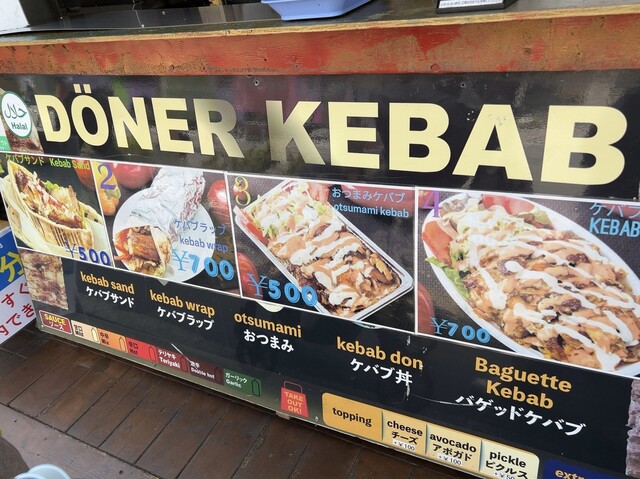 حلال
Halal
DÖNER KEBAB
ケバブサンド Kebab Sand
¥500
2
ケバブラップ
kebab wrap
¥700
3
おつまみケバブ
otsumami kebab
¥500
4
KEBAB
¥700
kebab sand
ケバブサンド
kebab wrap
ケバブラップ
otsumami
おつまみ
kebab don
ケバブ丼
Baguette
Kebab
バゲッドケバブ
SAUCE
ソース
テリヤキ
Teriyaki
ガーリック
Garlic
TAKE
OUT
OK!
topping
cheese
チーズ
+¥100
avocado
アボガド
+¥100
pickle
ピクルス
+¥50